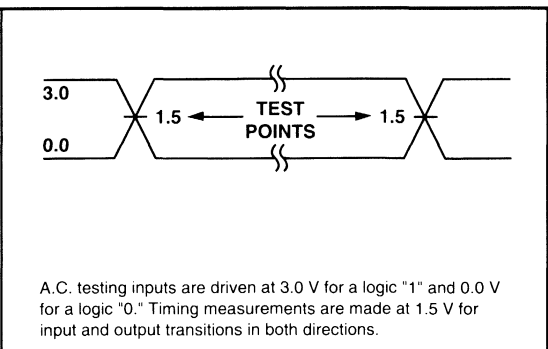 3.0
1.5 TEST 1.5
POINTS
0.0
A.C. testing inputs are driven at 3.0 V for a logic "1" and 0.0 V
for a logic "0." Timing measurements are made at 1.5 V for
input and output transitions in both directions.